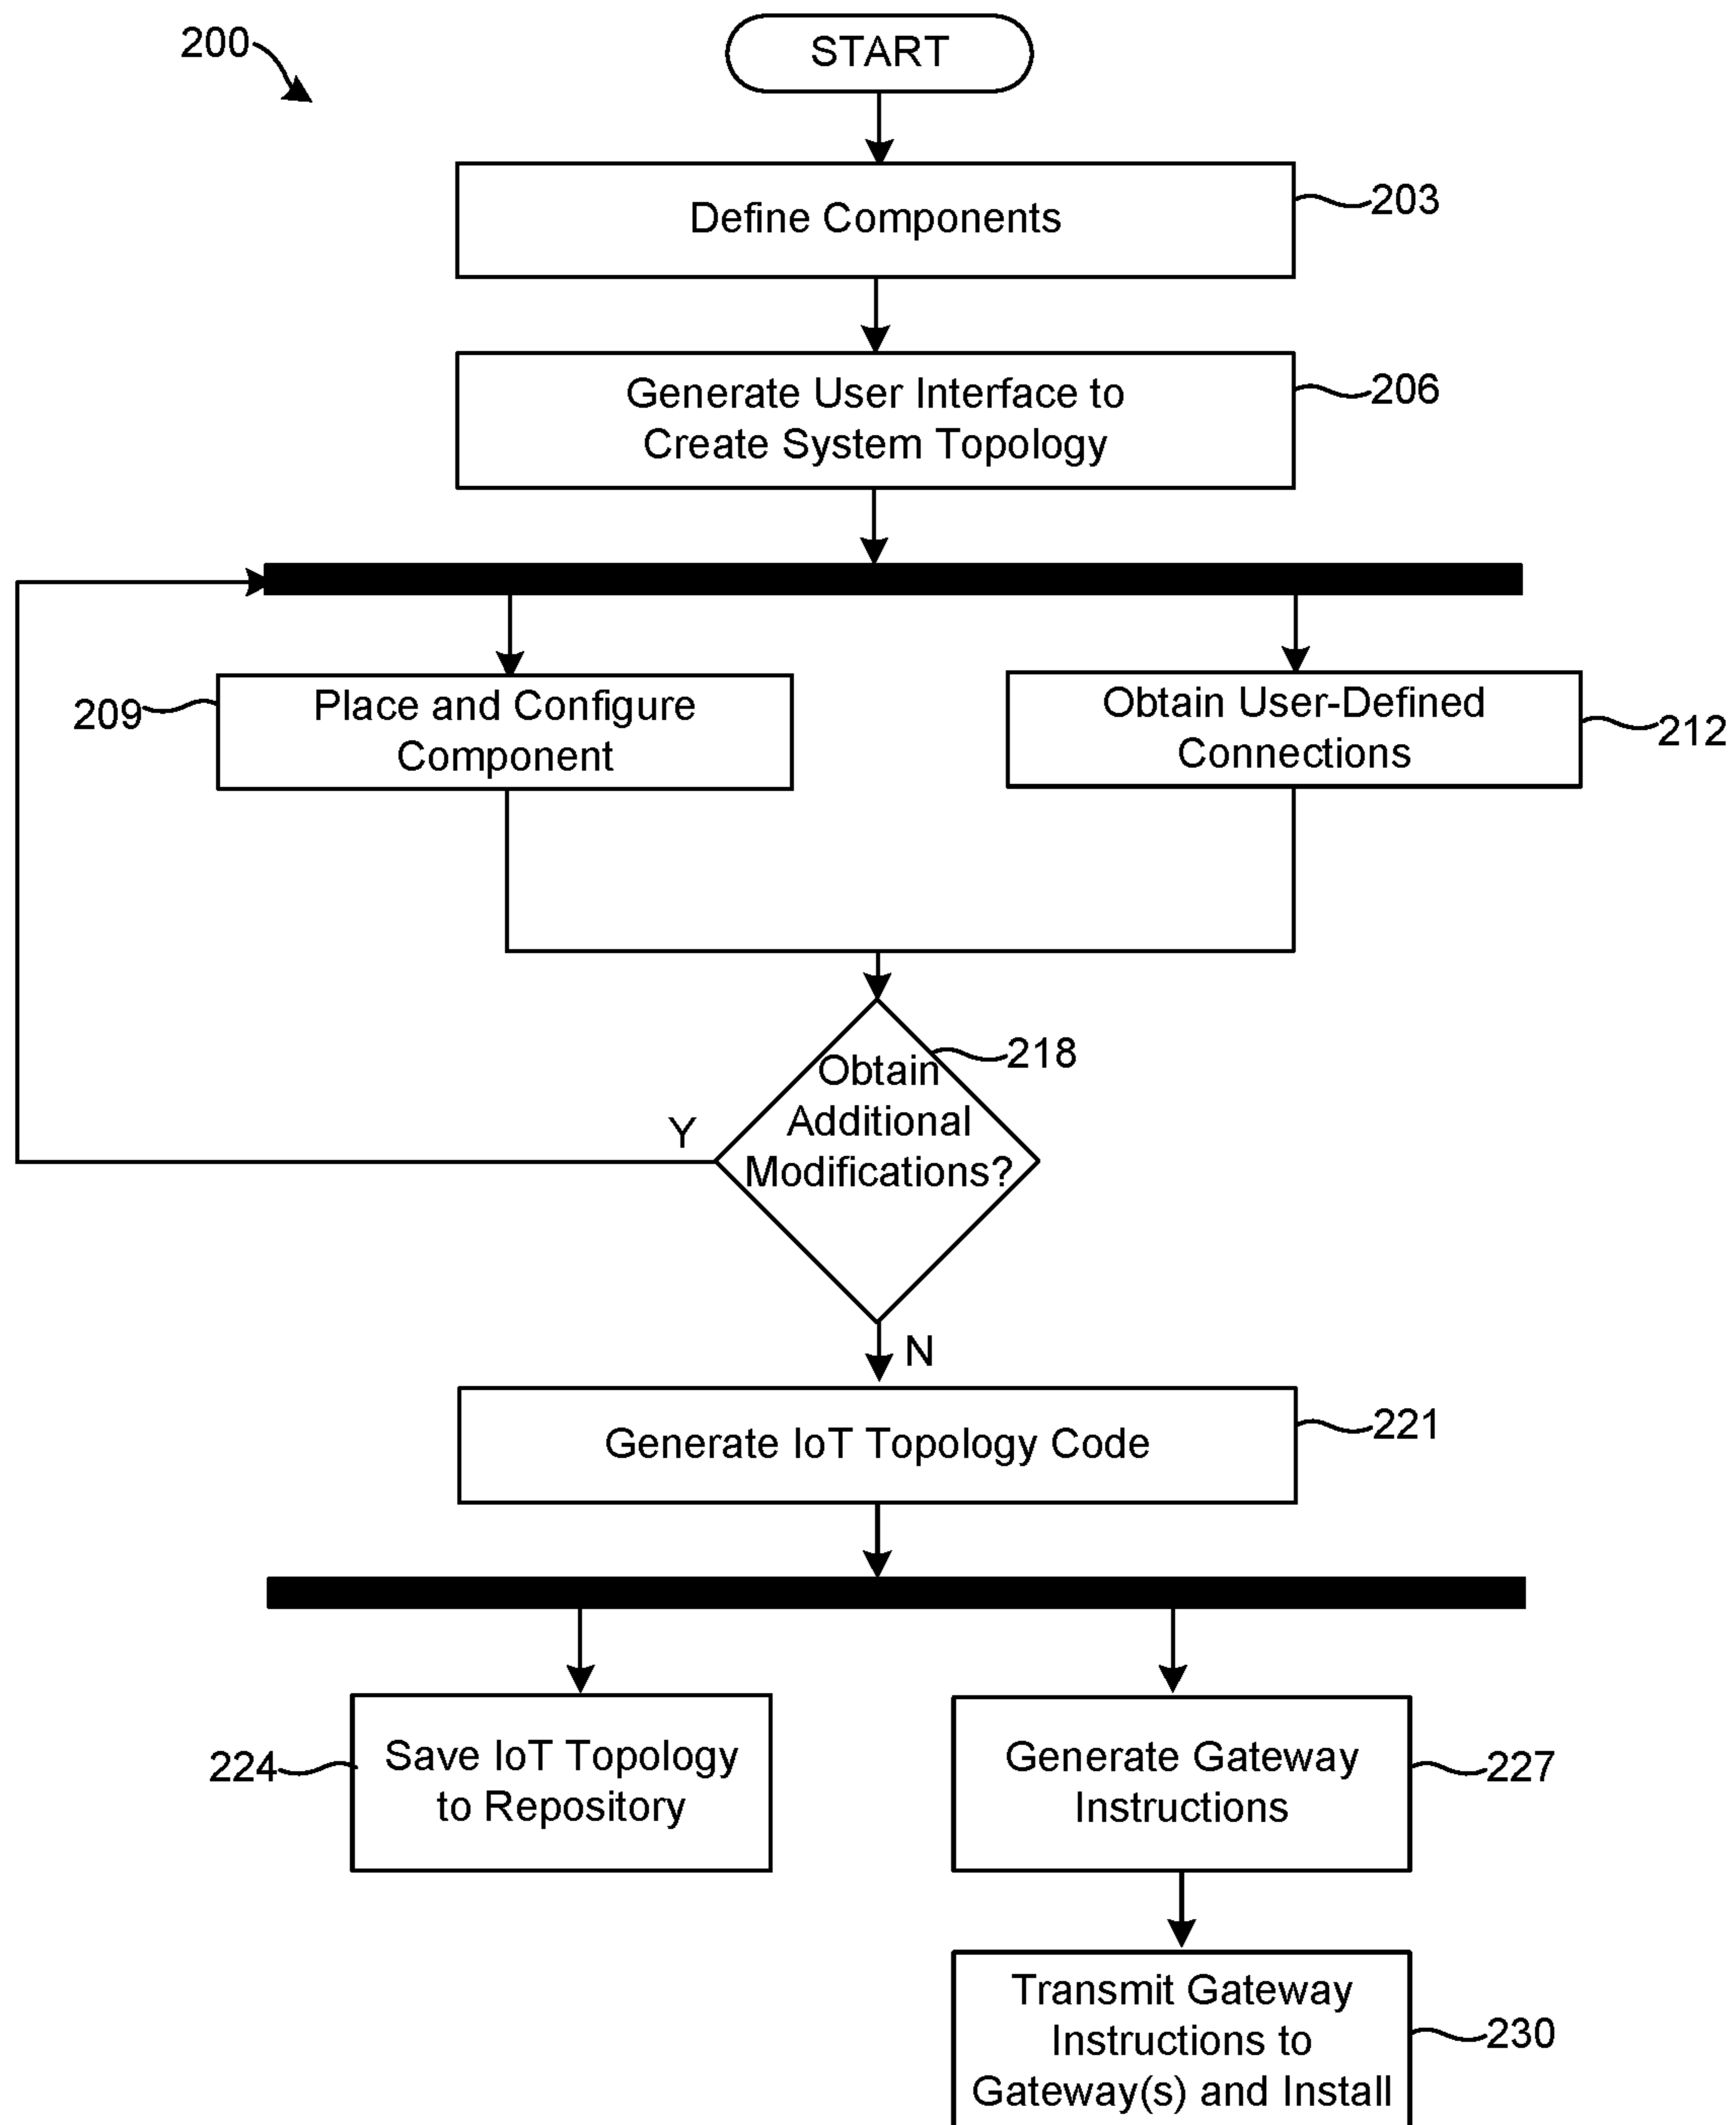 200
START
Define Components
203
Generate User Interface to
Create System Topology
206
209
Place and Configure
Component
Obtain User-Defined
Connections
212
218
Obtain
Additional
Modifications?
Y
N
Generate IoT Topology Code
221
224
Save IoT Topology
to Repository
Generate Gateway
Instructions
227
Transmit Gateway
Instructions to
Gateway(s) and Install
230